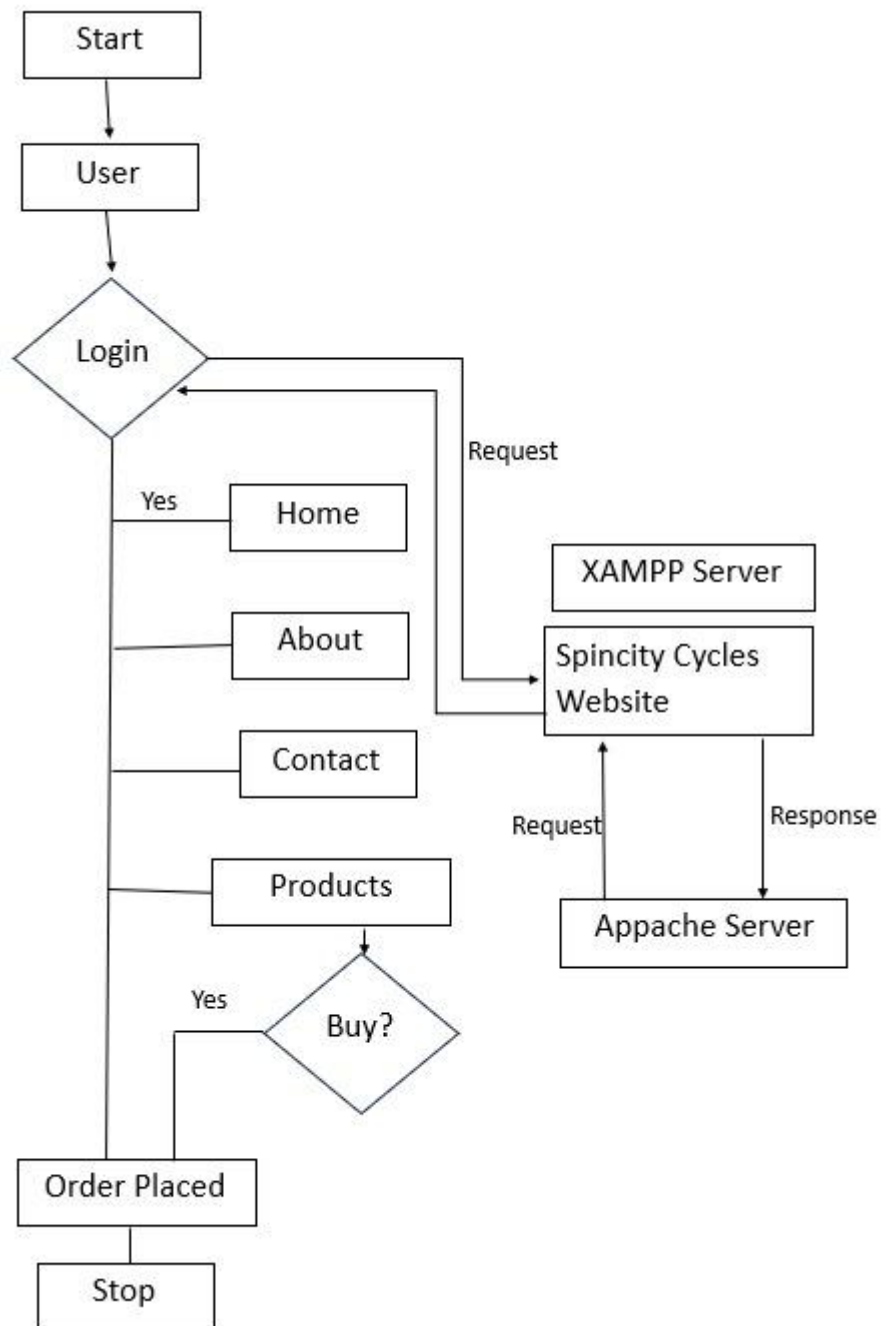 Start
User
Login
Request
Yes
Home
XAMPP Server
About
Spincity Cycles
Website
Contact
Request
Response
Products
Appache Server
Yes
Buy?
Order Placed
Stop